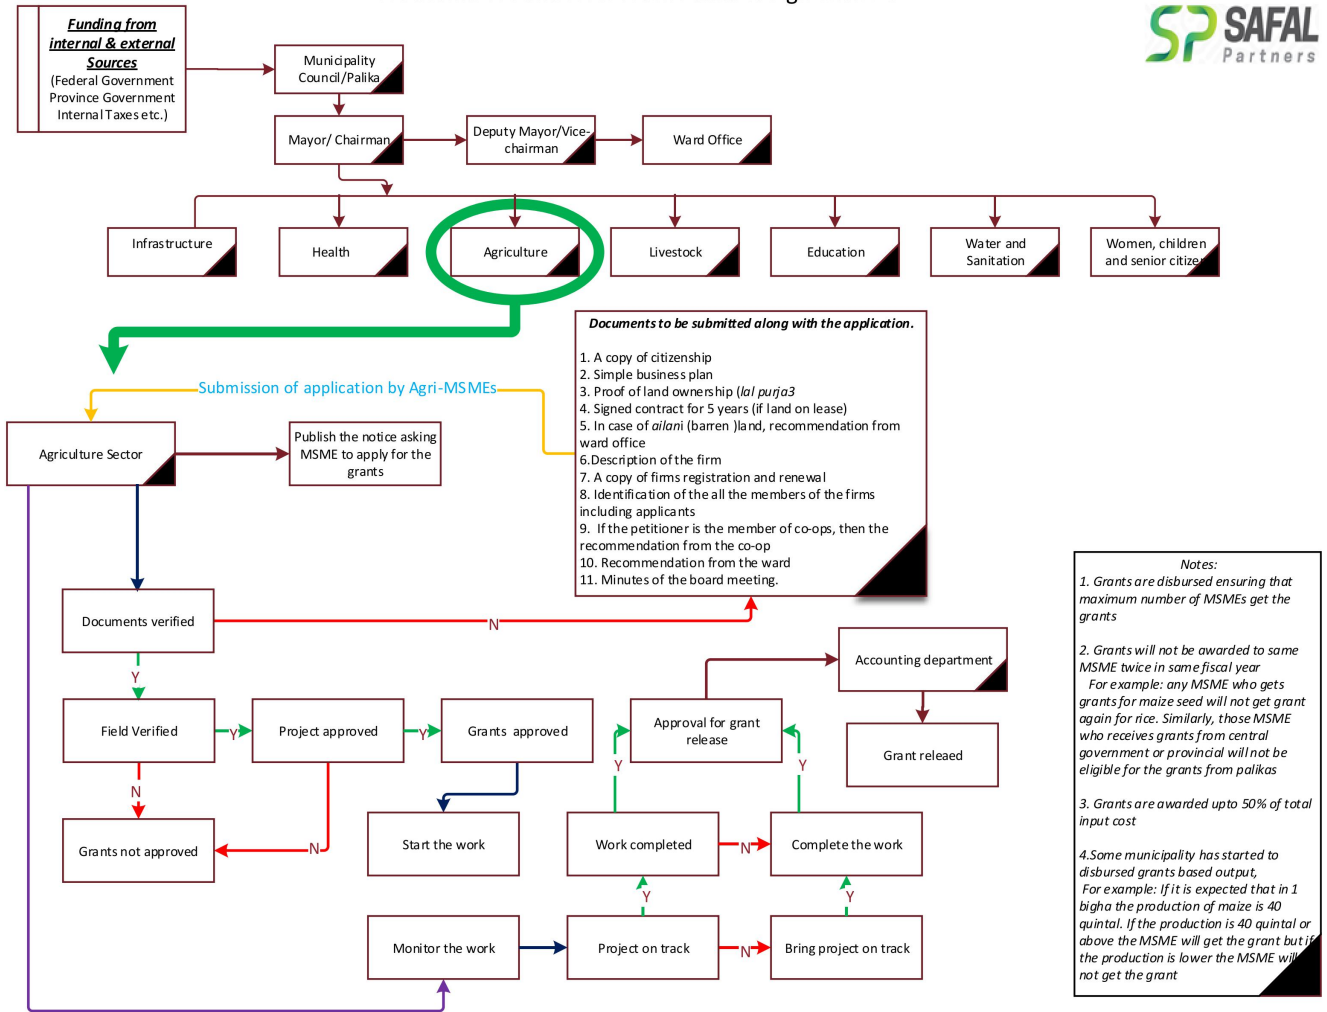 Funding from
internal & external
Sources
(Federal Government
Province Government
Internal Taxes etc.)
SAFAL
Partners
Municipality
Council/Palika
Mayor/ Chairman
Deputy Mayor/Vice-
chairman
Ward Office
Infrastructure
Health
Agriculture
Livestock
Education
Water and
Sanitation
Women, children
and senior citizen
Documents to be submitted along with the application.
1. A copy of citizenship
2. Simple business plan
3. Proof of land ownership (lal purja3
4. Signed contract for 5 years (if land on lease)
5. In case of ailani (barren )land, recommendation from
ward office
6.Description of the firm
7. A copy of firms registration and renewal
8. Identification of the all the members of the firms
including applicants
9.  If the petitioner is the member of co-ops, then the
recommendation from the co-op
10. Recommendation from the ward
11. Minutes of the board meeting.
Submission of application by Agri-MSMEs
Agriculture Sector
Publish the notice asking
MSME to apply for the
grants
Documents verified
N
Y
Field Verified
Y
Project approved
Y
Grants  approved
N
Grants not approved
N
Start the work
Approval for grant
release
Accounting department
Grant releaed
Y
Y
Work completed
N
Complete the work
Y
Y
Monitor the work
Project on track
N
Bring project on track
Notes:
1. Grants are disbursed ensuring that
maximum number of MSMEs get the
grants
2. Grants will not be awarded to same
MSME twice in same fiscal year
For example: any MSME who gets
grants for maize seed will not get grant
again for rice. Similarly, those MSME
who receives grants from central
government or provincial will not be
eligible for the grants from palikas
3. Grants are awarded upto 50% of total
input cost
4.Some municipality has started to
disbursed grants based output,
For example: If it is expected that in 1
bigha the production of maize is 40
quintal. If the production is 40 quintal or
above the MSME will get the grant but if
the production is lower the MSME will
not get the grant